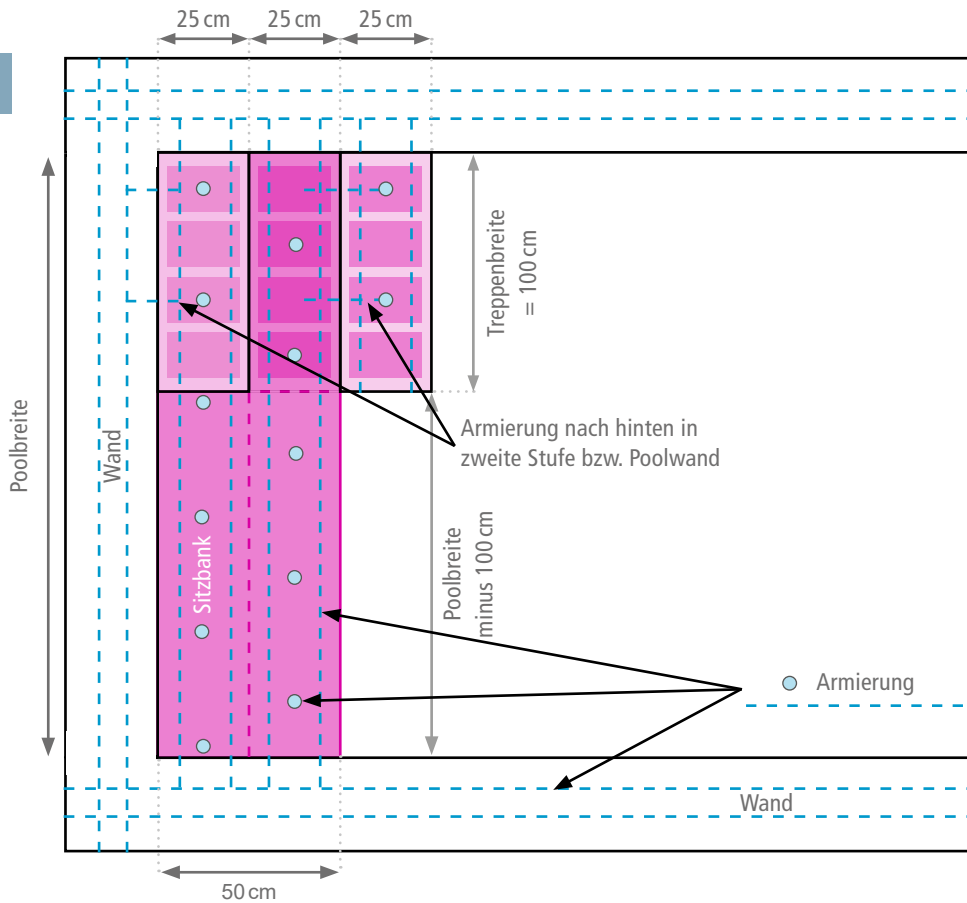 25 cm
25 cm
25 cm
Treppenbreite
= 100 cm
Poolbreite
Wand
Armierung nach hinten in
zweite Stufe bzw. Poolwand
Sitzbank
Poolbreite
minus 100 cm
Armierung
Wand
50 cm